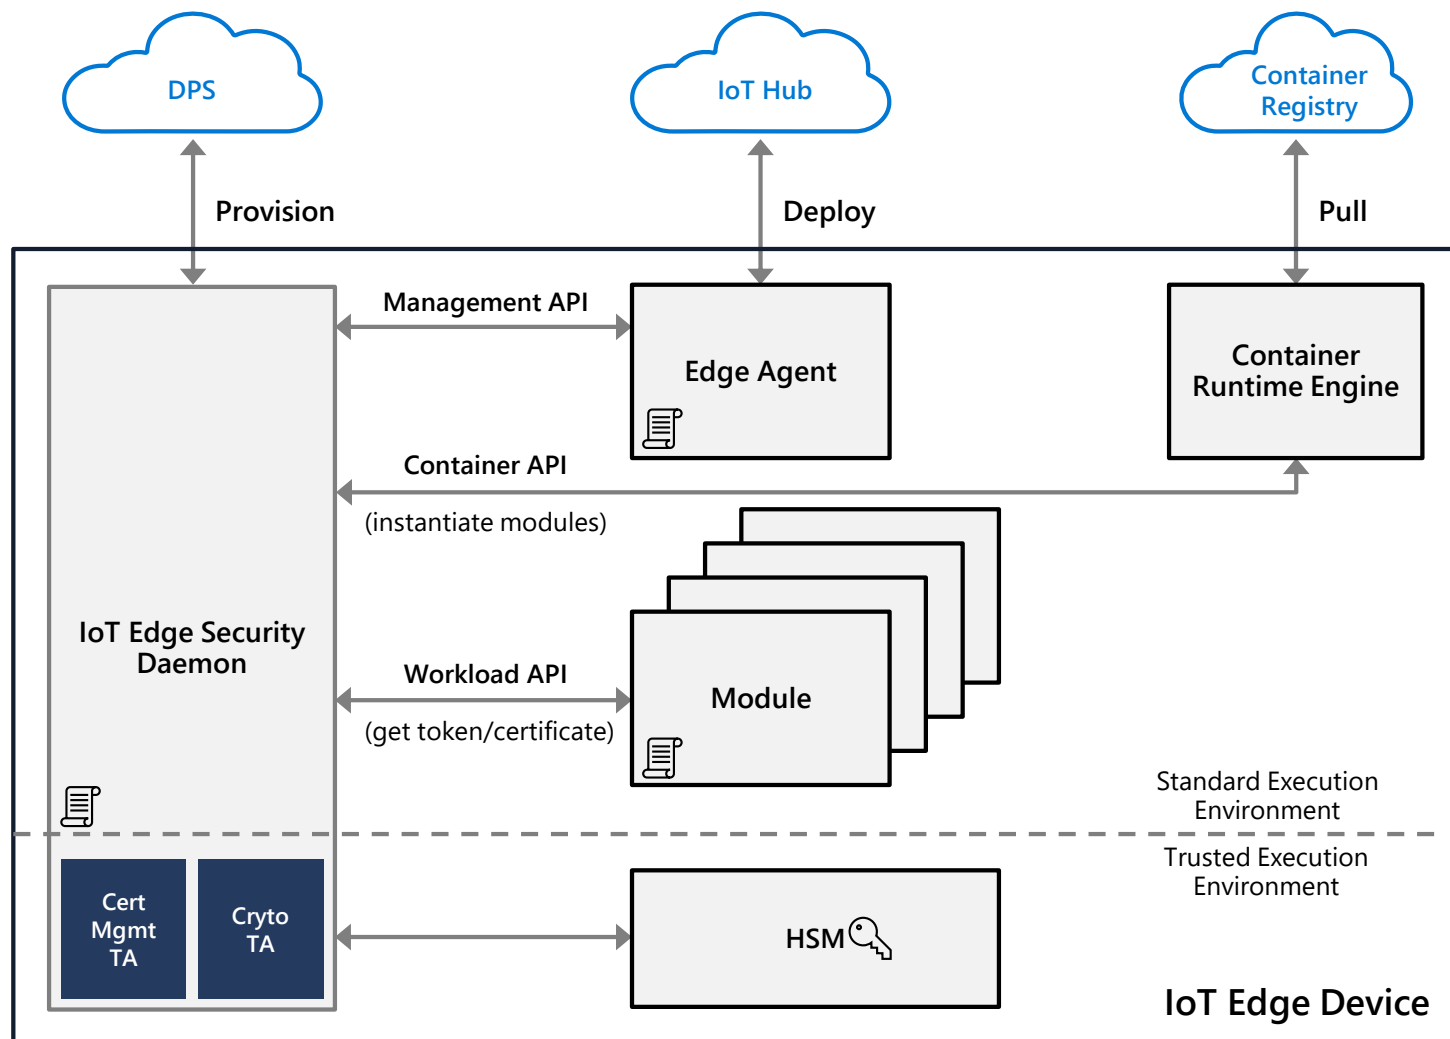 DPS
IoT Hub
Container
Registry
Provision
Deploy
Pull
Management API
Edge Agent
Container
Runtime Engine
Container API
(instantiate modules)
IoT Edge Security
Daemon
Workload API
(get token/certificate)
Module
Standard Execution
Environment
Trusted Execution
Environment
Cert
Mgmt
TA
Cryto
TA
HSM
IoT Edge Device